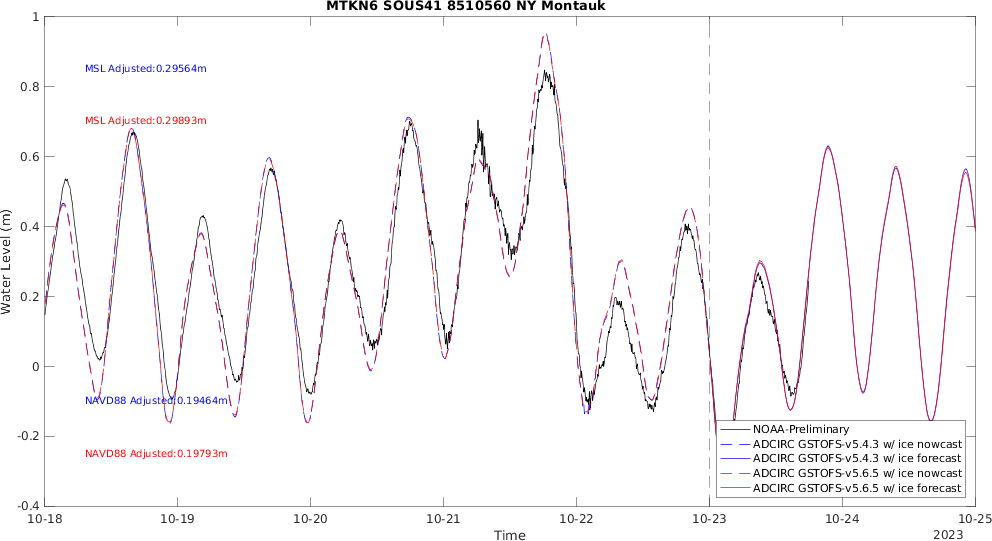 MTKN6 SOUS41 8510560 NY Montauk
1
0.8
0.6
0.4
0.2
0
-0.2
-0.4
Water Level (m)
MSL Adjusted:0.29564m
MSL Adjusted:0.29893m
NAVD88 Adjusted:0.19464m
NAVD88 Adjusted:0.19793m
NOAA-Preliminary
ADCIRC GSTOFS-v5.4.3 w/ ice nowcast
ADCIRC GSTOFS-v5.4.3 w/ ice forecast
ADCIRC GSTOFS-v5.6.5 w/ ice nowcast
ADCIRC GSTOFS-v5.6.5 w/ ice forecast
10-18 10-19 10-20 10-21 10-22 10-23 10-24 10-25
Time
2023